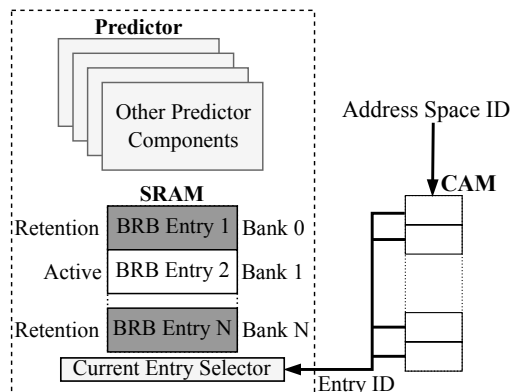 Predictor
Other Predictor
Components
Address Space ID
CAM
SRAM
Retention BRB Entry 1 Bank 0
Active BRB Entry 2 Bank 1
Retention BRB Entry N Bank N
Current Entry Selector
Entry ID